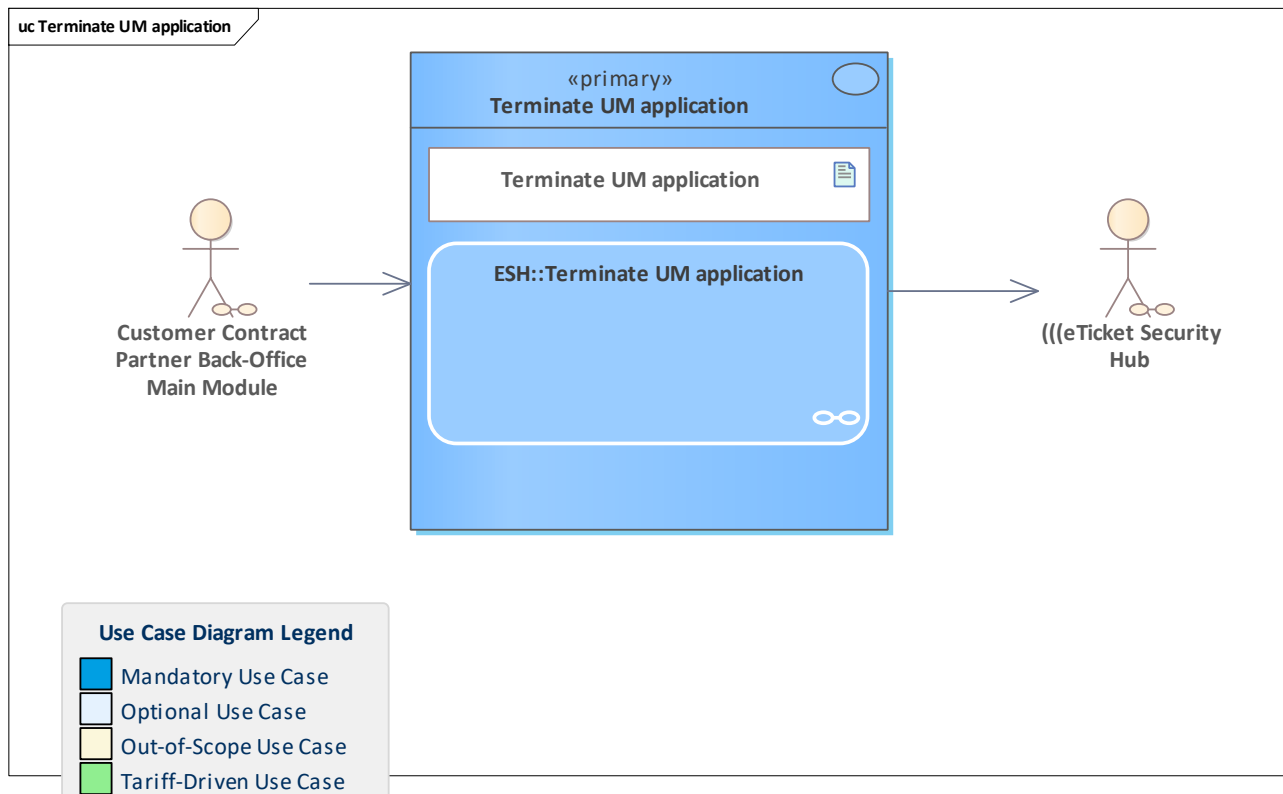 uc Terminate UM application
«primary»
Terminate UM application
Terminate UM application
ESH::Terminate UM application
Customer Contract
Partner Back-Office
Main Module
(((eTicket Security
Hub
Use Case Diagram Legend
Mandatory Use Case
Optional Use Case
Out-of-Scope Use Case
Tariff-Driven Use Case